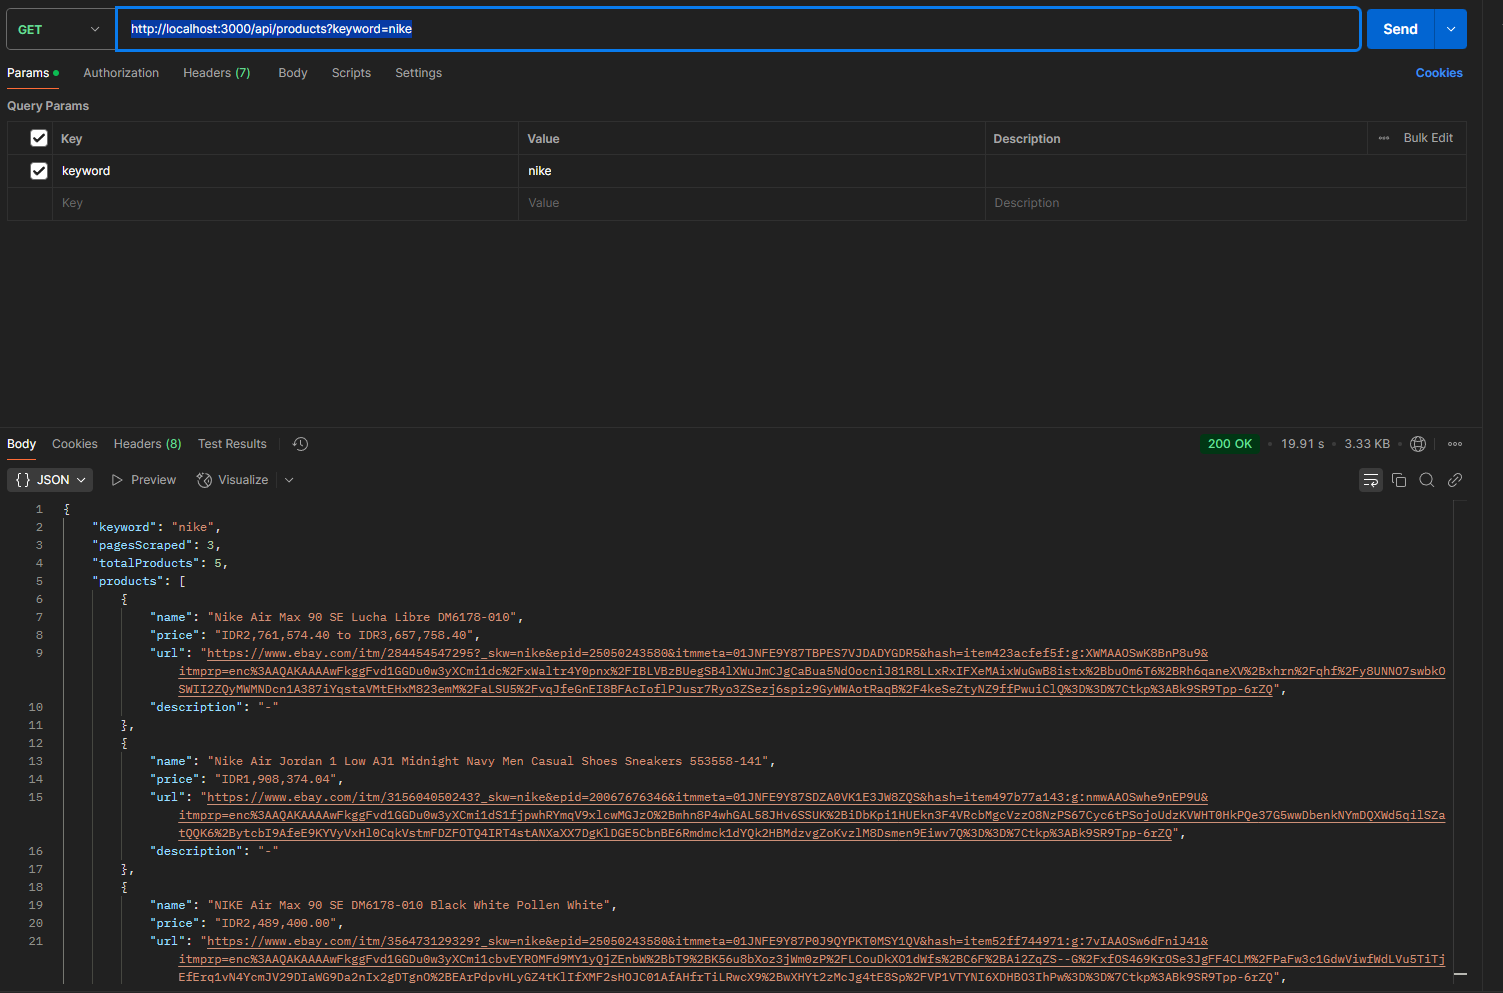 GET http://localhost:3000/api/products?keyword=nike Send
Params Authorization Headers (7) Body Scripts Settings Cookies
Query Params
Key Value Description Bulk Edit
keyword nike
Key Value Description
Body Cookies Headers (8) Test Results 200 OK 19.91 s 3.33 KB
{} JSON Preview Visualize
1 {
2 "keyword": "nike",
3 "pagesScraped": 3,
4 "totalProducts": 5,
5 "products": [
6 {
7 "name": "Nike Air Max 90 SE Lucha Libre DM6178-010",
8 "price": "IDR2,761,574.40 to IDR3,657,758.40",
9 "url": "https://www.ebay.com/itm/284454547295?_skw=nike&epid=25050243580&itmmeta=01JNFE9Y87TBPES7VJDADYGDR5&hash=item423acfef5f:g:XWMAAOSwK8BnP8u9&
itmprp=enc%3AAQAKAAAAwFkggFvd1GGDu0w3yXCmi1dc%2FxWaltr4Y0pnx%2FIBLVBzBUegSB4lXWuJmCJgCaBua5NdOocniJ81R8LLxRxIFXeMAixWuGwB8istx%2BbuOm6T6%2BRh6qaneXV%2Bxhrn%2Fqhf%2Fy8UNNO7swbkO
SWII2ZQyMWMNDcn1A387iYqstaVMtEHxM823emM%2FaLSU5%2FvqJfeGnEI8BFAcIoflPJusr7Ryo3ZSezj6spiz9GyWWAotRaqB%2F4keSeZtyNZ9ffPwuiClQ%3D%3D%7Ctkp%3ABk9SR9Tpp-6rZQ",
10 "description": "-"
11 },
12 {
13 "name": "Nike Air Jordan 1 Low AJ1 Midnight Navy Men Casual Shoes Sneakers 553558-141",
14 "price": "IDR1,908,374.04",
15 "url": "https://www.ebay.com/itm/315604050243?_skw=nike&epid=20067676346&itmmeta=01JNFE9Y87SDZA0VK1E3JW8ZQS&hash=item497b77a143:g:nmwAAOSwhe9nEP9U&
itmprp=enc%3AAQAKAAAAwFkggFvd1GGDu0w3yXCmi1dS1fjpwhRYmqV9xlcwMGJzO%2Bmhn8P4whGAL58JHv6SSUK%2BiDbKpi1HUEkn3F4VRcbMgcVzzO8NzPS67Cyc6tPSojoUdzKVWHT0HkPQe37G5wwDbenkNYmDQXWd5qilSZa
tQQK6%2BytcbI9AfeE9KYVyVxHl0CqkVstmFDZFOTQ4IRT4stANXaXX7DgKlDGE5CbnBE6Rmdmck1dYQk2HBMdzvgZoKvzlM8Dsmen9Eiwv7Q%3D%3D%7Ctkp%3ABk9SR9Tpp-6rZQ",
16 "description": "-"
17 },
18 {
19 "name": "NIKE Air Max 90 SE DM6178-010 Black White Pollen White",
20 "price": "IDR2,489,400.00",
21 "url": "https://www.ebay.com/itm/356473129329?_skw=nike&epid=25050243580&itmmeta=01JNFE9Y87P0J9QYPKT0MSY1QV&hash=item52ff744971:g:7vIAAOSw6dFniJ41&
itmprp=enc%3AAQAKAAAAwFkggFvd1GGDu0w3yXCmi1cbvEYROMFd9MY1yQjZEnbW%2BbT9%2BK56u8bXoz3jWm0zP%2FLCouDkXO1dWfs%2BC6F%2BAi2ZqZS--G%2FxfOS469KrOSe3JgFF4CLM%2FPaFw3c1GdwViwfWdLVu5TiTj
EfErq1vN4YcmJV29DIaWG9Da2nIx2gDTgnO%2BEArPdpvHLyGZ4tKlIfXMF2sHOJC01AfAHfrTiLRwcX9%2BwXHYt2zMcJg4tE8Sp%2FVP1VTYNI6XDHBO3IhPw%3D%3D%7Ctkp%3ABk9SR9Tpp-6rZQ",